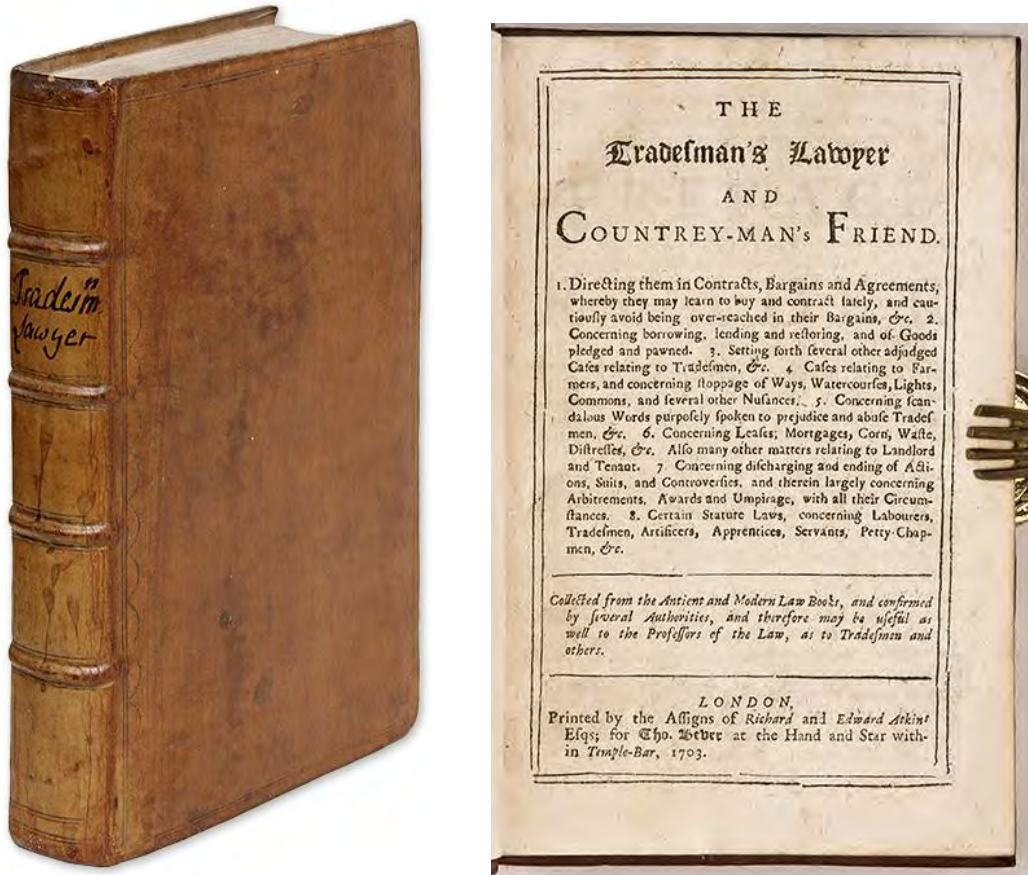 Tradesm̄
Lawyer
THE
Tradeſman's Lawyer
AND
COUNTREY-MAN's FRIEND.
1. Directing them in Contracts, Bargains and Agreements,
whereby they may learn to buy and contract ſafely, and cau-
tiouſly avoid being over-reached in their Bargains, &c. 2.
Concerning borrowing, lending and reſtoring, and of Goods
pledged and pawned. 3. Setting forth ſeveral other adjudged
Caſes relating to Tradeſmen, &c. 4 Caſes relating to Far-
mers, and concerning ſtoppage of Ways, Watercourſes, Lights,
Commons, and ſeveral other Nuſances. 5. Concerning ſcan-
dalous Words purpoſely ſpoken to prejudice and abuſe Tradeſ
men, &c. 6. Concerning Leaſes; Mortgages, Corn, Waſte,
Diſtreſſes, &c. Alſo many other matters relating to Landlord
and Tenant. 7 Concerning diſcharging and ending of Acti-
ons, Suits, and Controverſies, and therein largely concerning
Arbitrements, Awards and Umpirage, with all their Circum-
ſtances. 8. Certain Statute Laws, concerning Labourers,
Tradeſmen, Artificers, Apprentices, Servants, Petty-Chap-
men, &c.
Collected from the Antient and Modern Law Books, and confirmed
by ſeveral Authorities, and therefore may be uſeful as
well to the Profeſſors of the Law, as to Tradeſmen and
others.
LONDON,
Printed by the Aſſigns of Richard and Edward Atkins
Eſqs; for Tho. Bever at the Hand and Star with-
in Temple-Bar, 1703.